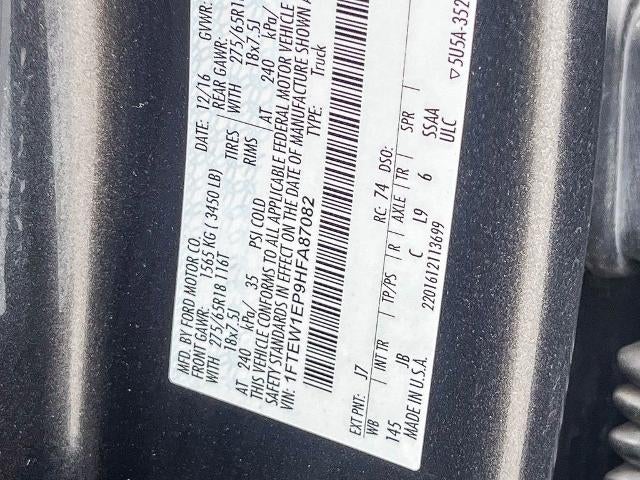 MFD. BY FORD MOTOR CO.
DATE: 12/16 GVWR:
FRONT GAWR: 1565 KG ( 3450 LB) REAR GAWR:
WITH 275/65R18 116T TIRES WITH 275/65R1
18x7.5J RIMS 18x7.5J
AT 240 kPa/ 35 PSI COLD AT 240 kPa/
THIS VEHICLE CONFORMS TO ALL APPLICABLE FEDERAL MOTOR VEHICLE
SAFETY STANDARDS IN EFFECT ON THE DATE OF MANUFACTURE SHOWN A
VIN: 1FTEW1EP9HFA87082 TYPE: Truck
EXT PNT: J7 RC: 74 DSO:
WB INT TR TP/PS R AXLE TR SPR
145 JB C L9 6 SSAA
MADE IN U.S.A. 2201612113699 ULC
▽5U5A-352